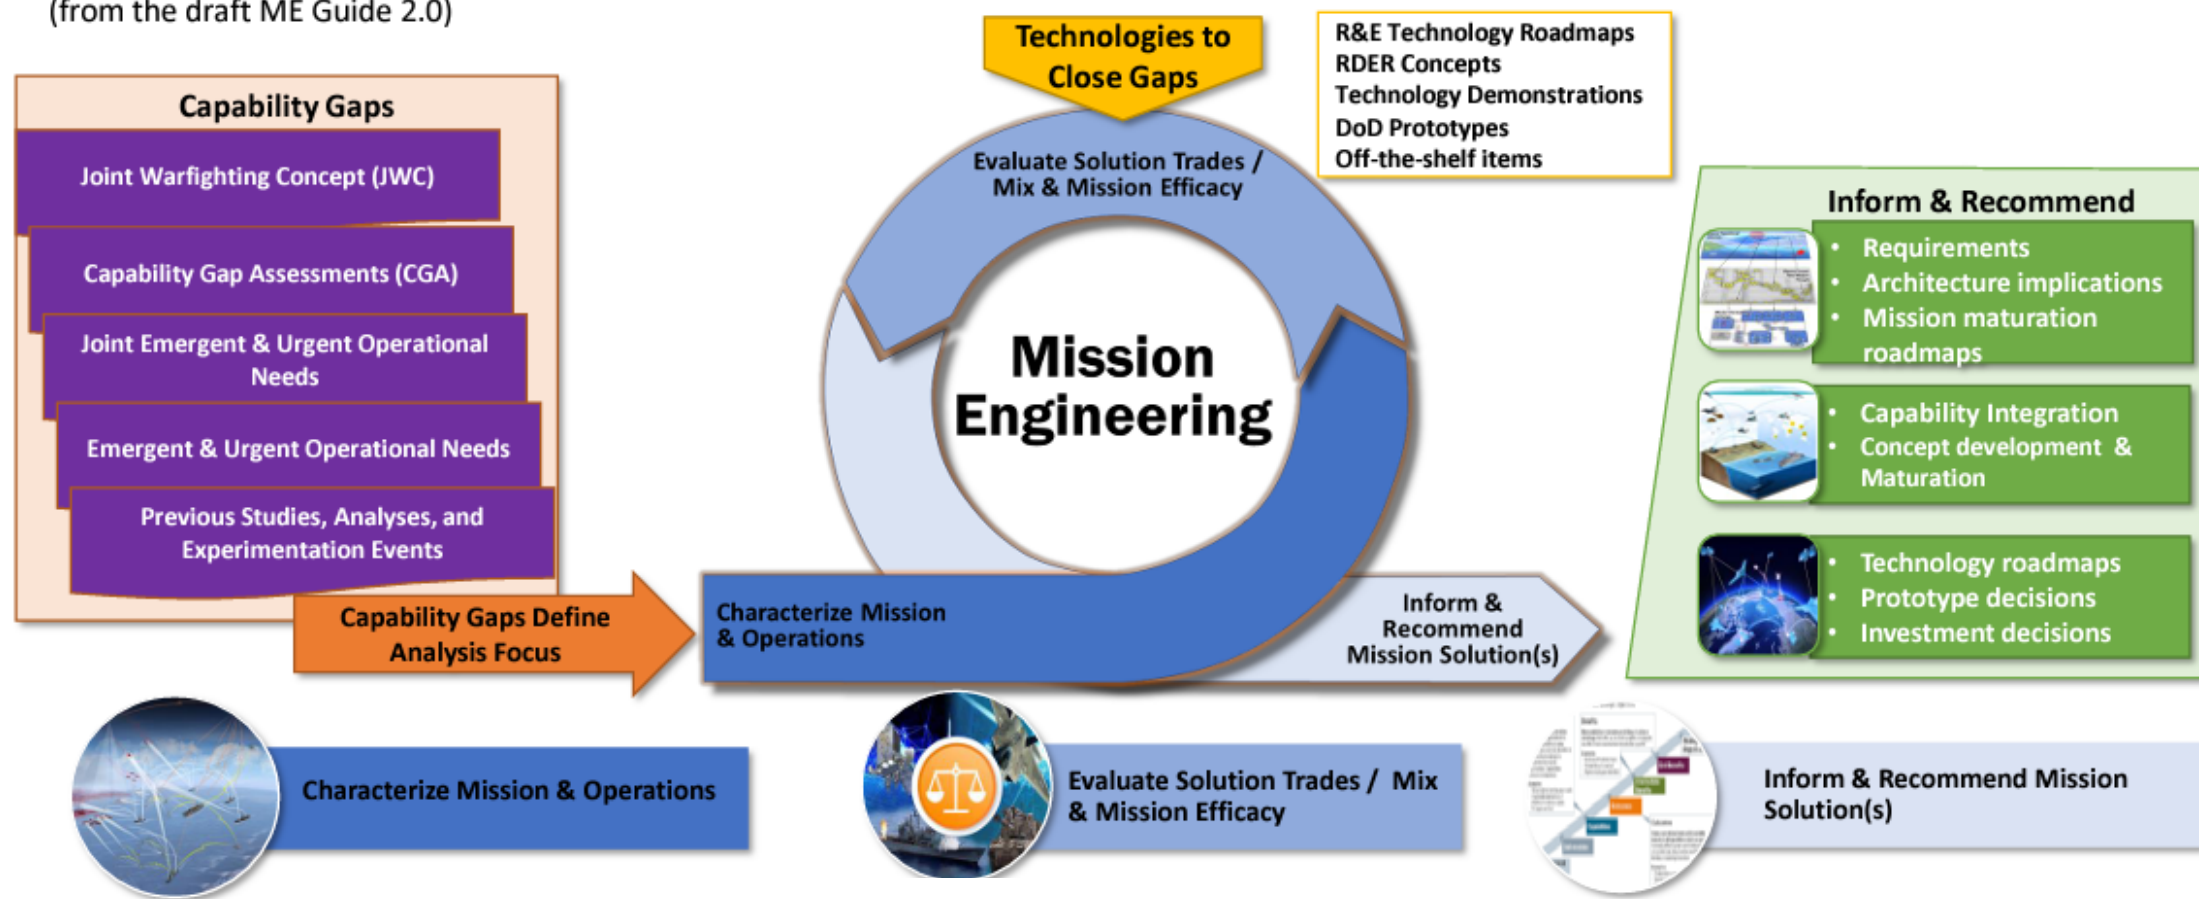 (from the draft ME Guide 2.0)
Capability Gaps
Joint Warfighting Concept (JWC)
Capability Gap Assessments (CGA)
Joint Emergent & Urgent Operational
Needs
Emergent & Urgent Operational Needs
Previous Studies, Analyses, and
Experimentation Events
Capability Gaps Define
Analysis Focus
Technologies to
Close Gaps
R&E Technology Roadmaps
RDER Concepts
Technology Demonstrations
DoD Prototypes
Off-the-shelf items
Evaluate Solution Trades /
Mix & Mission Efficacy
Mission
Engineering
Characterize Mission
& Operations
Inform &
Recommend
Mission Solution(s)
Inform & Recommend
• Requirements
• Architecture implications
• Mission maturation
roadmaps
• Capability Integration
• Concept development &
Maturation
• Technology roadmaps
• Prototype decisions
• Investment decisions
Characterize Mission & Operations
Evaluate Solution Trades / Mix
& Mission Efficacy
Inform & Recommend Mission
Solution(s)